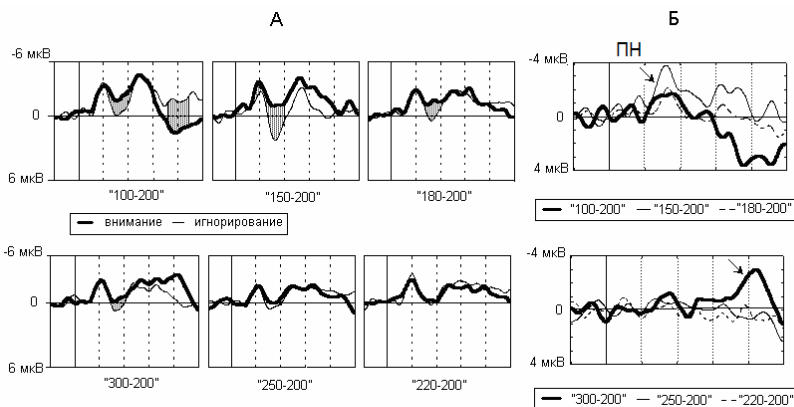 А
Б
-6 мкВ
0
6 мкВ
"100-200"
"150-200"
"180-200"
внимание
игнорирование
-4 мкВ
ПН
0
4 мкВ
"100-200" "150-200" "180-200"
-6 мкВ
0
6 мкВ
"300-200"
"250-200"
"220-200"
-4 мкВ
0
4 мкВ
"300-200" "250-200" "220-200"